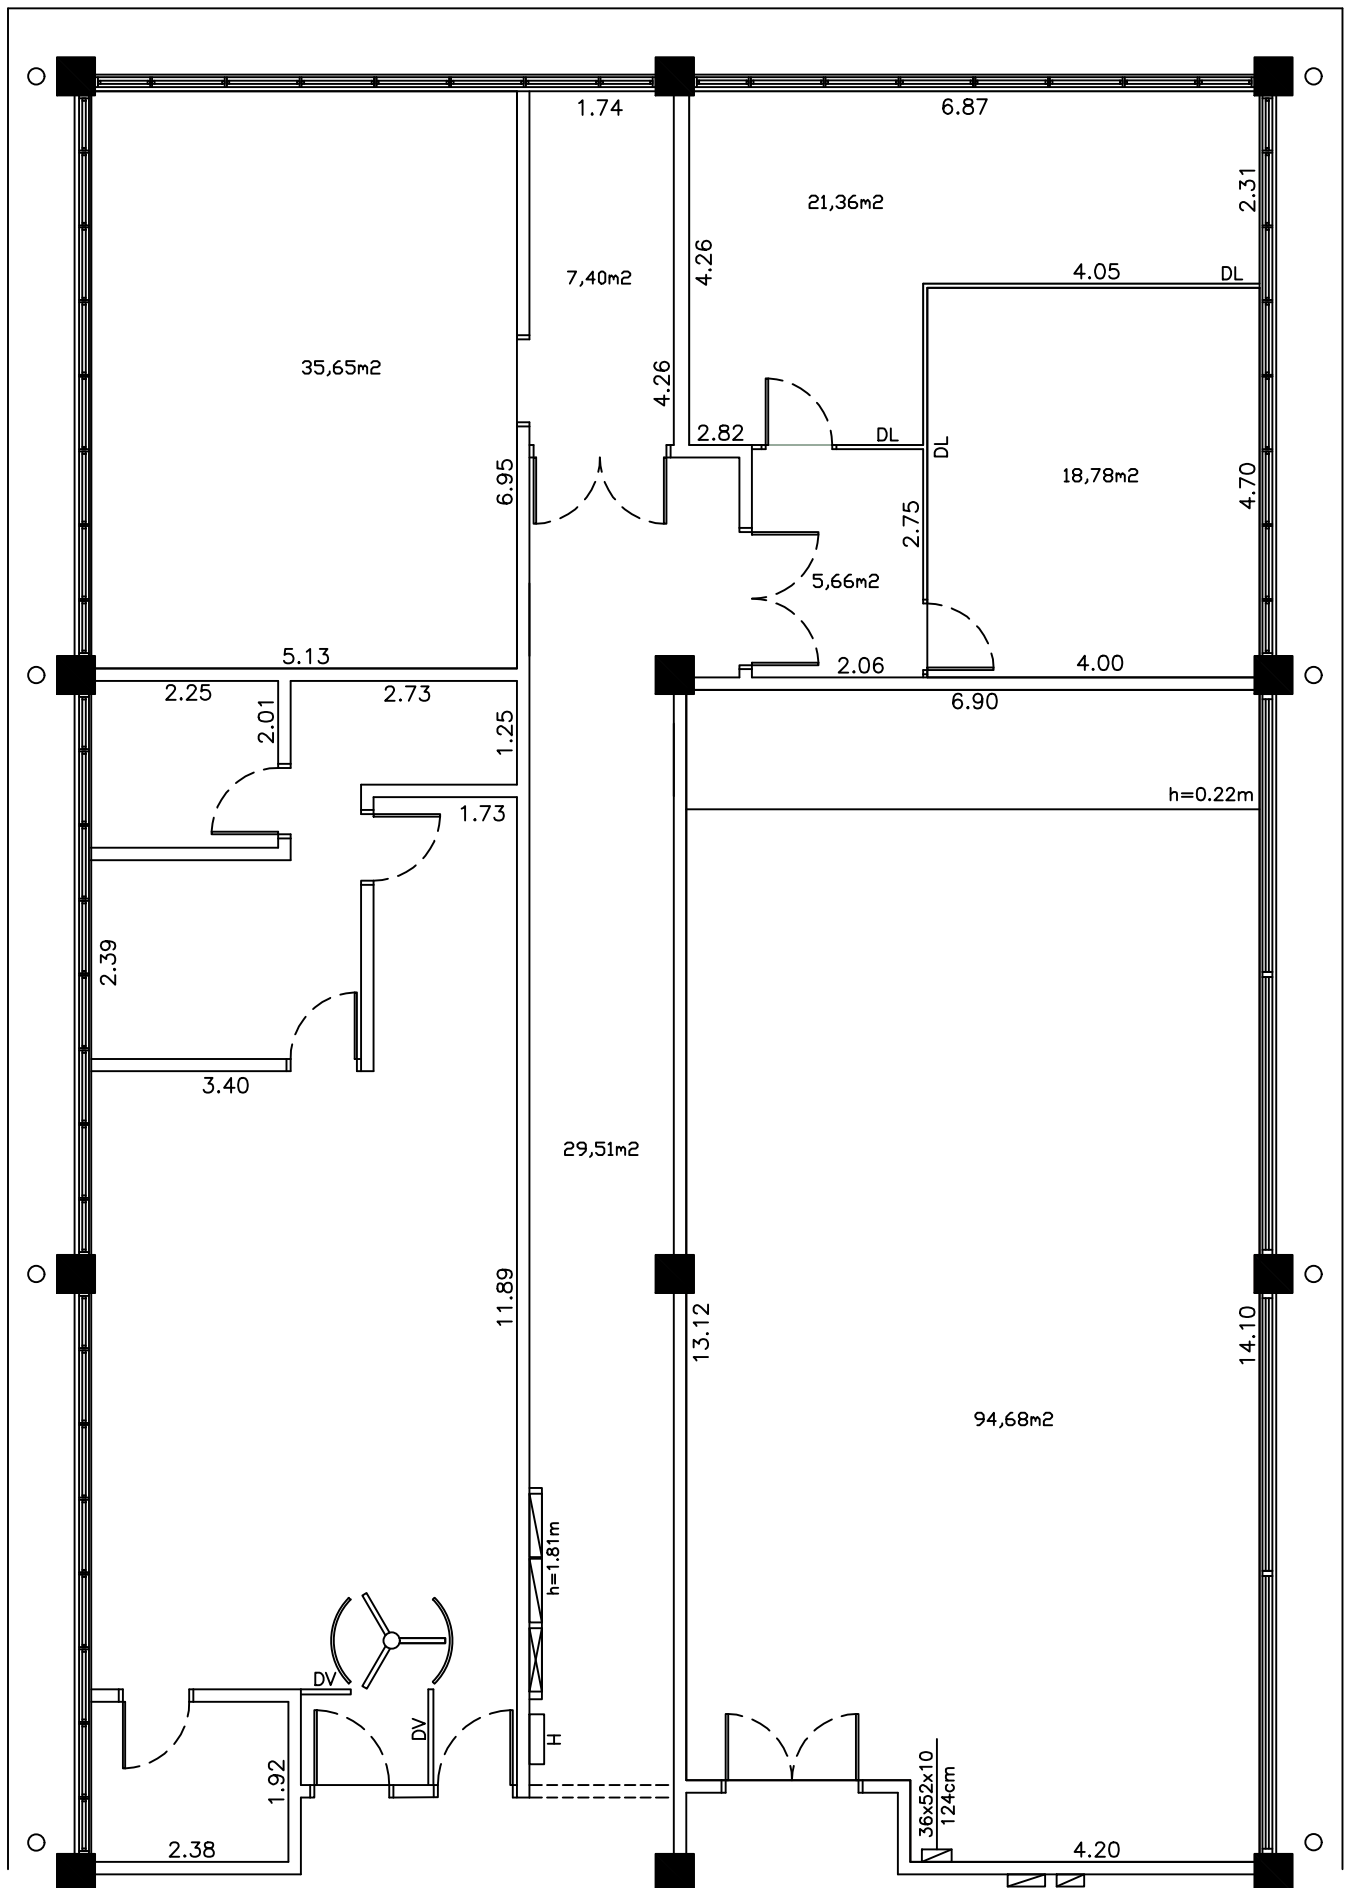 1.74
6.87
2.31
21,36m2
4.26
7,40m2
4.05
DL
35,65m2
4.26
2.82
DL
DL
6.95
18,78m2
4.70
2.75
5,66m2
5.13
2.06
4.00
2.25
2.73
2.01
1.25
6.90
h=0.22m
1.73
2.39
3.40
29,51m2
11.89
13.12
14.10
94,68m2
h=1.81m
DV
DV
H
1.92
36x52x10
124cm
2.38
4.20